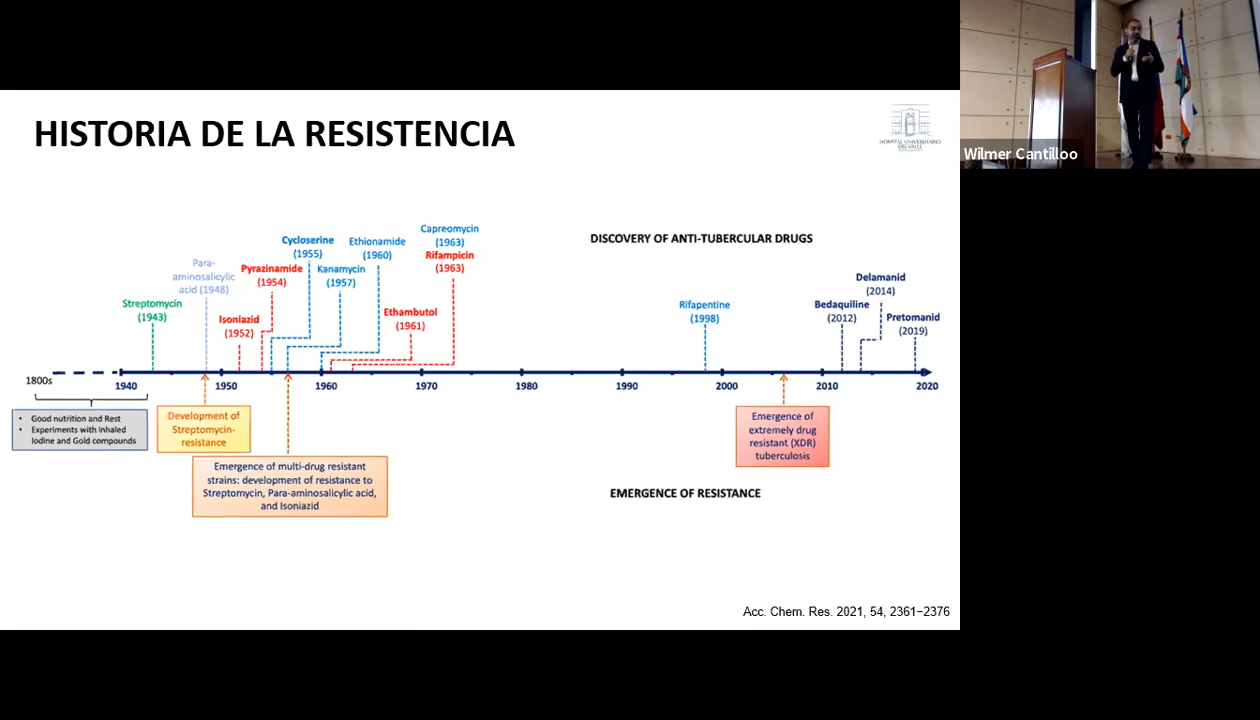 HISTORIA DE LA RESISTENCIA
HOSPITAL UNIVERSITARIO
DEL VALLE
Wilmer Cantilloo
DISCOVERY OF ANTI-TUBERCULAR DRUGS
Streptomycin
(1943)
Para-
aminosalicylic
acid (1948)
Isoniazid
(1952)
Pyrazinamide
(1954)
Cycloserine
(1955)
Kanamycin
(1957)
Ethionamide
(1960)
Ethambutol
(1961)
Capreomycin
(1963)
Rifampicin
(1963)
Rifapentine
(1998)
Bedaquiline
(2012)
Delamanid
(2014)
Pretomanid
(2019)
1800s
1940
1950
1960
1970
1980
1990
2000
2010
2020
• Good nutrition and Rest
• Experiments with inhaled
Iodine and Gold compounds
Development of
Streptomycin-
resistance
Emergence of multi-drug resistant
strains: development of resistance to
Streptomycin, Para-aminosalicylic acid,
and Isoniazid
Emergence of
extremely drug
resistant (XDR)
tuberculosis
EMERGENCE OF RESISTANCE
Acc. Chem. Res. 2021, 54, 2361−2376